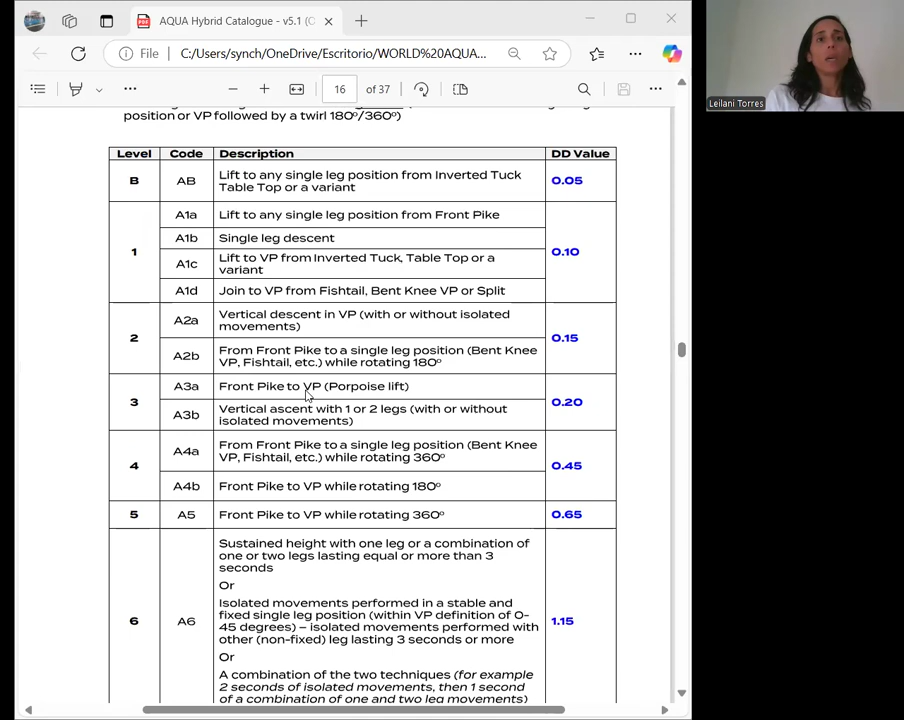 AQUA Hybrid Catalogue - v5.1 (C
File
C:/Users/synch/OneDrive/Escritorio/WORLD%20AQUA...
16
of 37
Leilani Torres
position or VP followed by a twirl 180º/360º)
Level Code Description DD Value
B AB Lift to any single leg position from Inverted Tuck
Table Top or a variant
0.05
1
A1a Lift to any single leg position from Front Pike
A1b Single leg descent
0.10
A1c Lift to VP from Inverted Tuck, Table Top or a
variant
A1d Join to VP from Fishtail, Bent Knee VP or Split
2
A2a Vertical descent in VP (with or without isolated
movements)
0.15
A2b From Front Pike to a single leg position (Bent Knee
VP, Fishtail, etc.) while rotating 180º
3
A3a Front Pike to VP (Porpoise lift)
0.20
A3b Vertical ascent with 1 or 2 legs (with or without
isolated movements)
4
A4a From Front Pike to a single leg position (Bent Knee
VP, Fishtail, etc.) while rotating 360º
0.45
A4b Front Pike to VP while rotating 180º
5 A5 Front Pike to VP while rotating 360º 0.65
6 A6
Sustained height with one leg or a combination of
one or two legs lasting equal or more than 3
seconds
Or
Isolated movements performed in a stable and
fixed single leg position (within VP definition of 0-
45 degrees) – isolated movements performed with
other (non-fixed) leg lasting 3 seconds or more
1.15
Or
A combination of the two techniques (for example
2 seconds of isolated movements, then 1 second
of a combination of one and two leg movements)